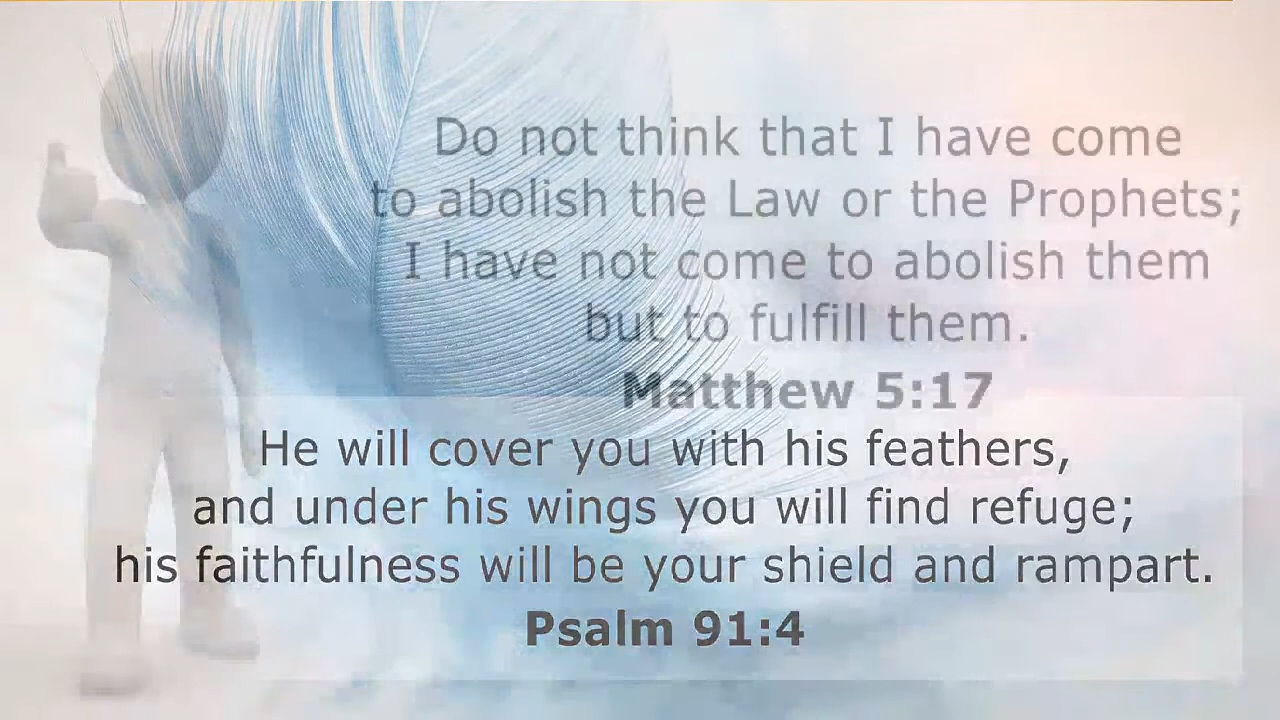 Do not think that I have come
to abolish the Law or the Prophets;
I have not come to abolish them
but to fulfill them.
Matthew 5:17
He will cover you with his feathers,
and under his wings you will find refuge;
his faithfulness will be your shield and rampart.
Psalm 91:4